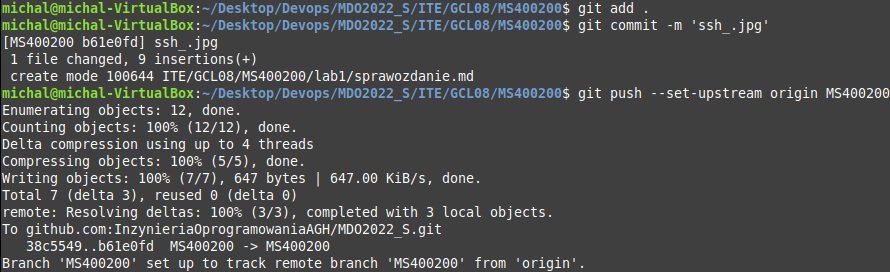 michal@michal-VirtualBox:~/Desktop/Devops/MDO2022_S/ITE/GCL08/MS400200$ git add .
michal@michal-VirtualBox:~/Desktop/Devops/MDO2022_S/ITE/GCL08/MS400200$ git commit -m 'ssh_.jpg'
[MS400200 b61e0fd] ssh_.jpg
 1 file changed, 9 insertions(+)
 create mode 100644 ITE/GCL08/MS400200/lab1/sprawozdanie.md
michal@michal-VirtualBox:~/Desktop/Devops/MDO2022_S/ITE/GCL08/MS400200$ git push --set-upstream origin MS400200
Enumerating objects: 12, done.
Counting objects: 100% (12/12), done.
Delta compression using up to 4 threads
Compressing objects: 100% (5/5), done.
Writing objects: 100% (7/7), 647 bytes | 647.00 KiB/s, done.
Total 7 (delta 3), reused 0 (delta 0)
remote: Resolving deltas: 100% (3/3), completed with 3 local objects.
To github.com:InzynieriaOprogramowaniaAGH/MDO2022_S.git
   38c5549..b61e0fd  MS400200 -> MS400200
Branch 'MS400200' set up to track remote branch 'MS400200' from 'origin'.